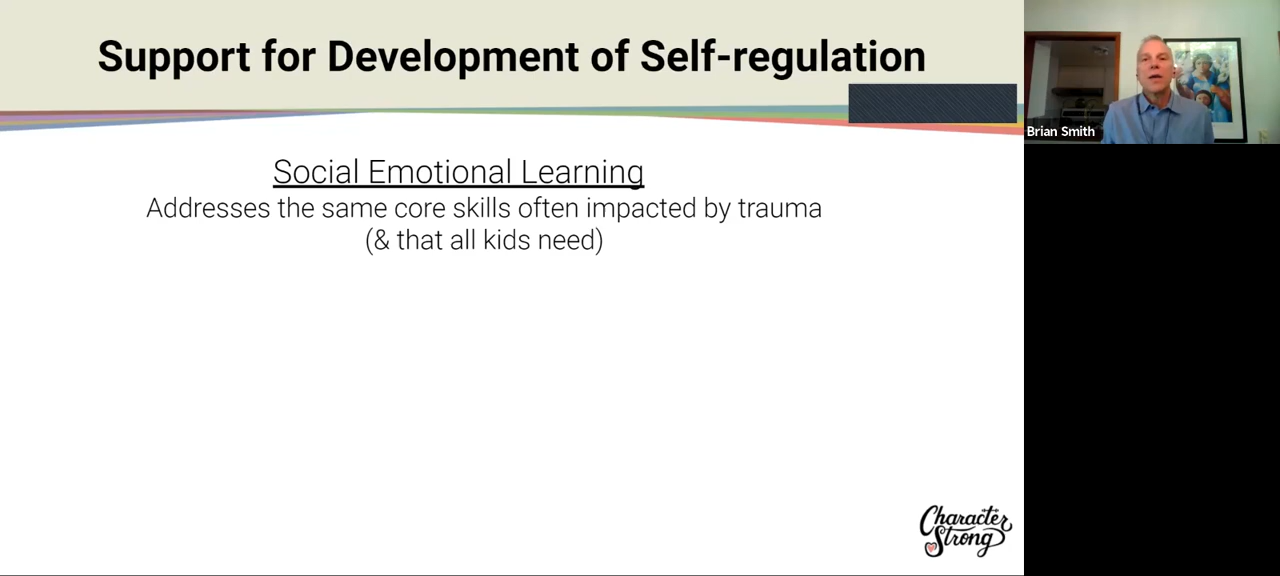 Support for Development of Self-regulation
Brian Smith
Social Emotional Learning
Addresses the same core skills often impacted by trauma
(& that all kids need)
Character
Strong